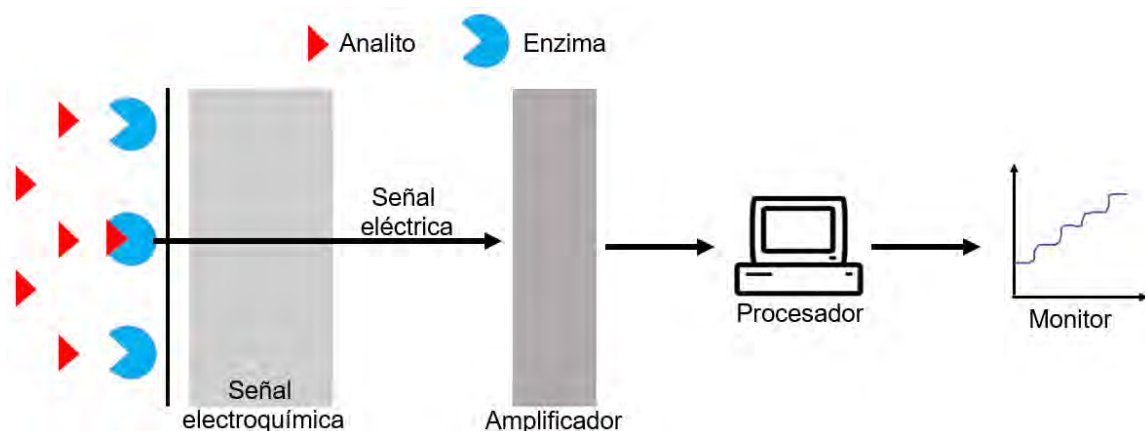 Analito
Enzima
Señal
eléctrica
Señal
electroquímica
Amplificador
Procesador
Monitor